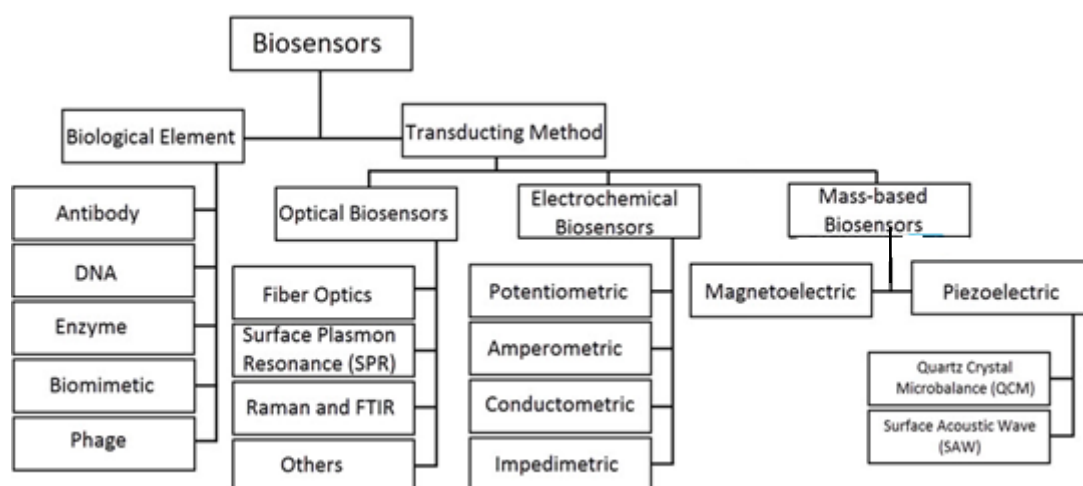 Biosensors
Biological Element
Transducting Method
Antibody
DNA
Enzyme
Biomimetic
Phage
Optical Biosensors
Fiber Optics
Surface Plasmon
Resonance (SPR)
Raman and FTIR
Others
Electrochemical
Biosensors
Potentiometric
Amperometric
Conductometric
Impedimetric
Mass-based
Biosensors
Magnetoelectric
Piezoelectric
Quartz Crystal
Microbalance (QCM)
Surface Acoustic Wave
(SAW)